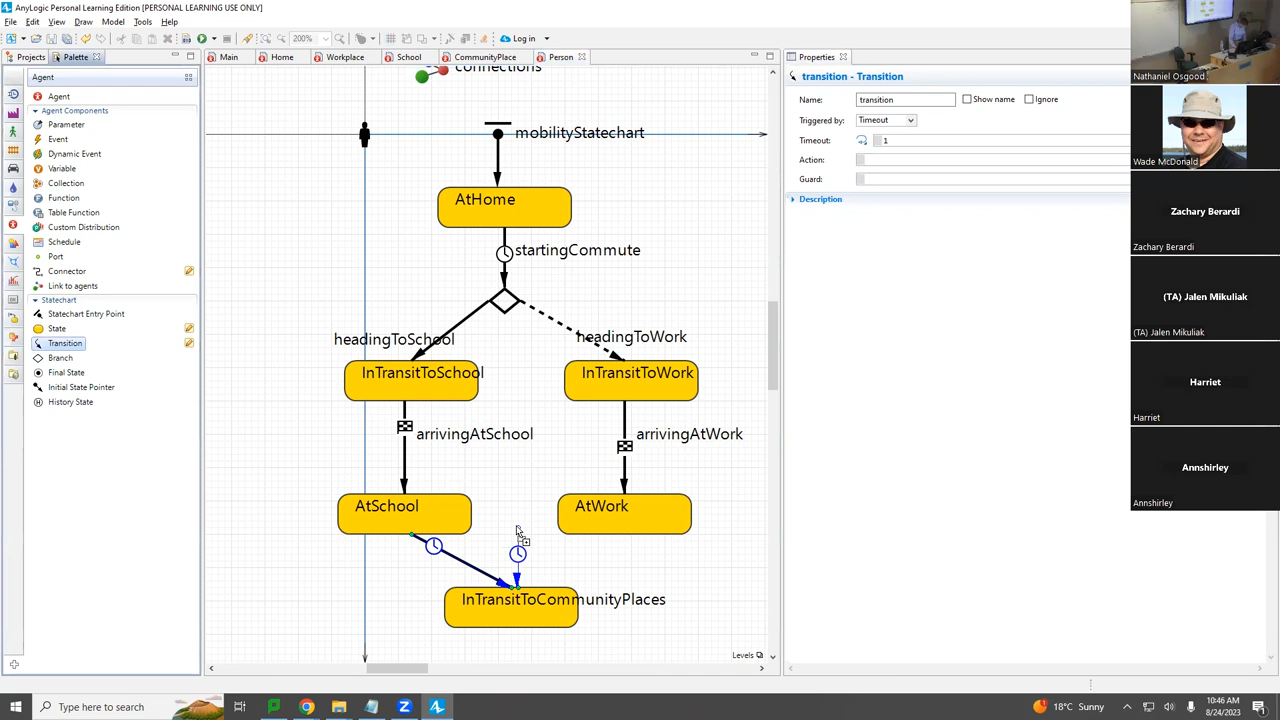 AnyLogic Personal Learning Edition [PERSONAL LEARNING USE ONLY]
File Edit View Draw Model Tools Help
200%
Log in
Projects
Palette
Agent
Agent
Agent Components
Parameter
Event
Dynamic Event
Variable
Collection
Function
Table Function
Custom Distribution
Schedule
Port
Connector
Link to agents
Statechart
Statechart Entry Point
State
Transition
Branch
Final State
Initial State Pointer
History State
Main
Home
Workplace
School
CommunityPlace
Person
connections
mobilityStatechart
AtHome
startingCommute
headingToSchool
headingToWork
InTransitToSchool
InTransitToWork
arrivingAtSchool
arrivingAtWork
AtSchool
AtWork
InTransitToCommunityPlaces
Levels
Properties
transition - Transition
Name: transition Show name Ignore
Triggered by: Timeout
Timeout: 1
Action:
Guard:
Description
Nathaniel Osgood
Wade McDonald
Zachary Berardi
Zachary Berardi
(TA) Jalen Mikuliak
(TA) Jalen Mikuliak
Harriet
Harriet
Annshirley
Annshirley
Type here to search
18°C Sunny
10:46 AM
8/24/2023
1